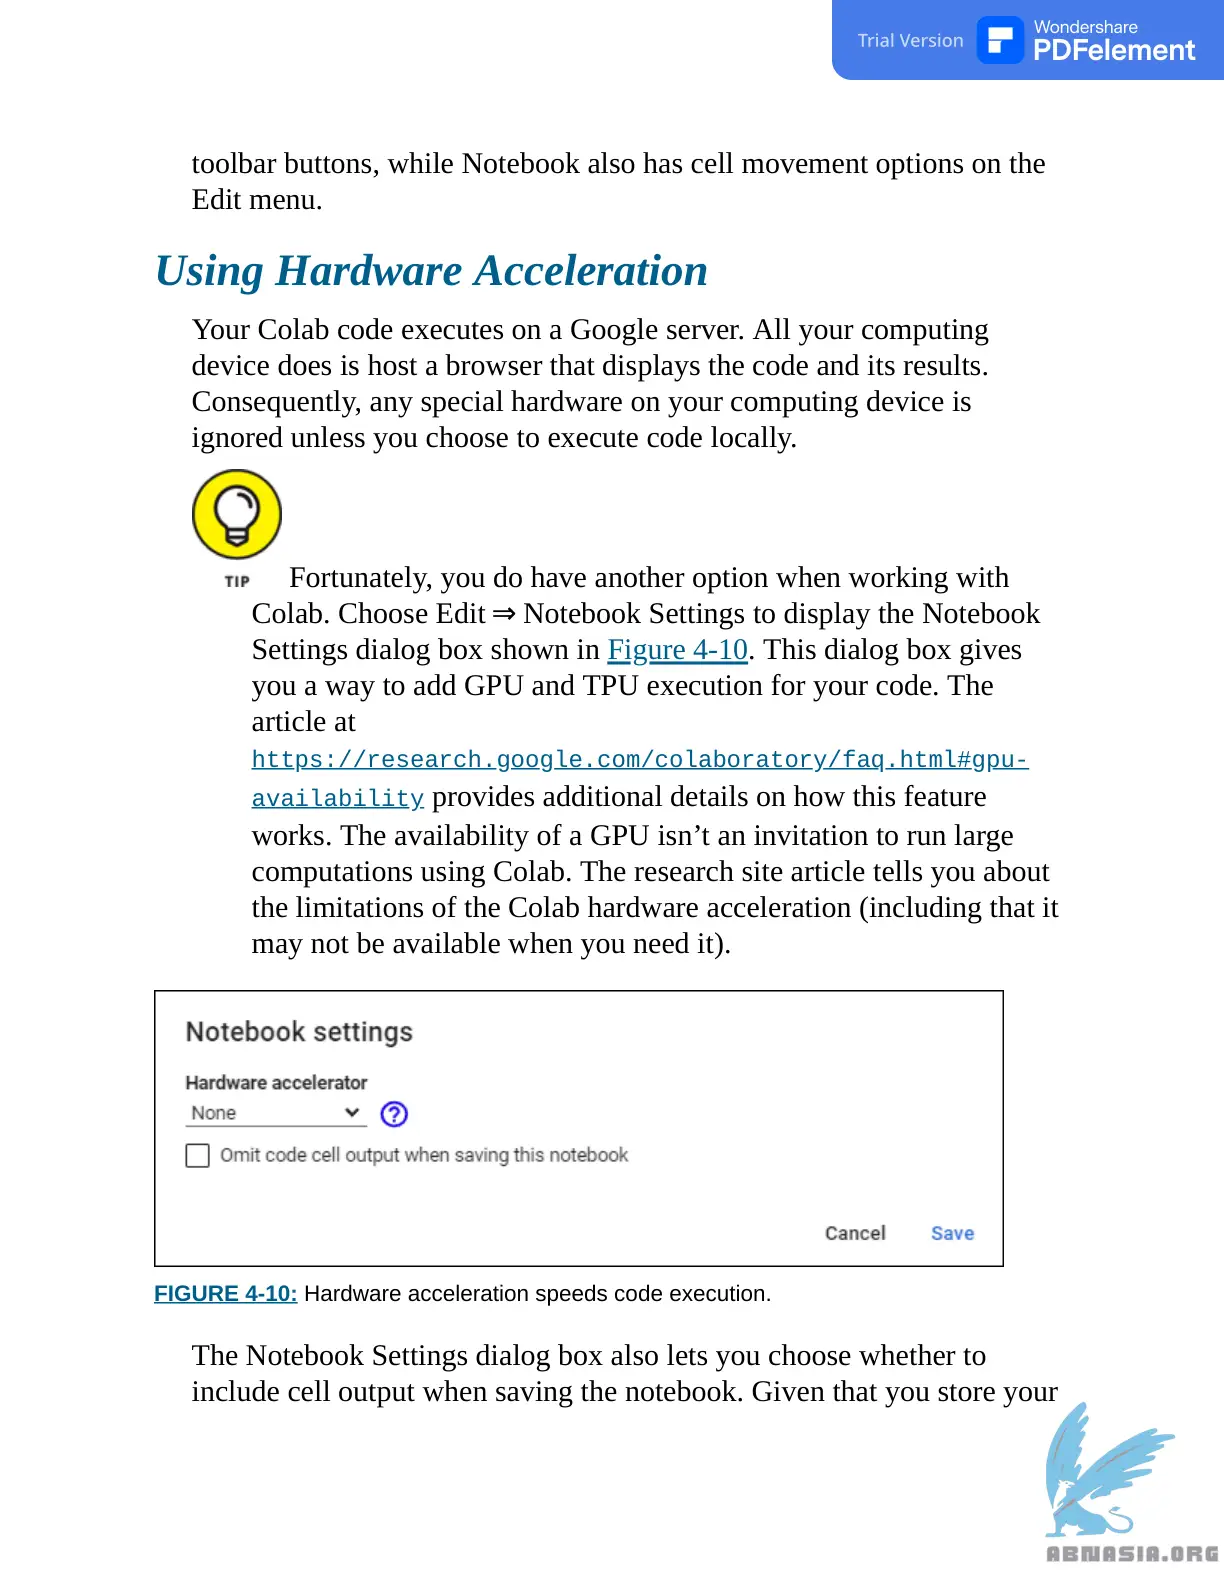 Trial Version
Wondershare
PDFelement
toolbar buttons, while Notebook also has cell movement options on the
Edit menu.
Using Hardware Acceleration
Your Colab code executes on a Google server. All your computing
device does is host a browser that displays the code and its results.
Consequently, any special hardware on your computing device is
ignored unless you choose to execute code locally.
TIP Fortunately, you do have another option when working with
Colab. Choose Edit ⇒ Notebook Settings to display the Notebook
Settings dialog box shown in Figure 4-10. This dialog box gives
you a way to add GPU and TPU execution for your code. The
article at
https://research.google.com/colaboratory/faq.html#gpu-
availability provides additional details on how this feature
works. The availability of a GPU isn’t an invitation to run large
computations using Colab. The research site article tells you about
the limitations of the Colab hardware acceleration (including that it
may not be available when you need it).
Notebook settings
Hardware accelerator
None
Omit code cell output when saving this notebook
Cancel Save
FIGURE 4-10: Hardware acceleration speeds code execution.
The Notebook Settings dialog box also lets you choose whether to
include cell output when saving the notebook. Given that you store your
ABNASIA.ORG